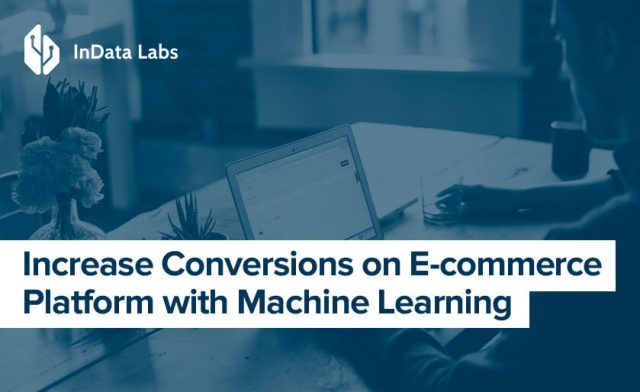 InData Labs
Increase Conversions on E-commerce
Platform with Machine Learning